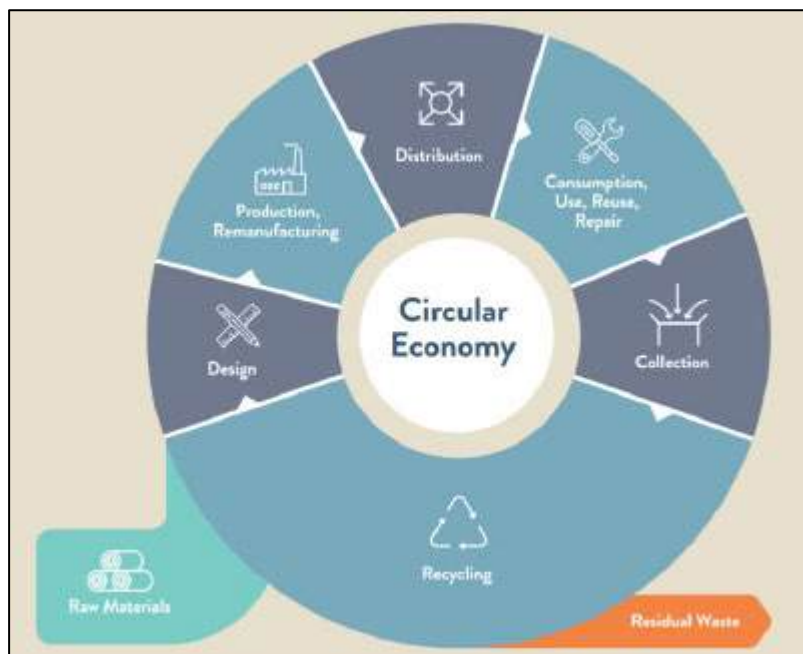 Distribution
Consumption,
Use, Reuse,
Repair
Production,
Remanufacturing
Circular
Economy
Design
Collection
Recycling
Raw Materials
Residual Waste